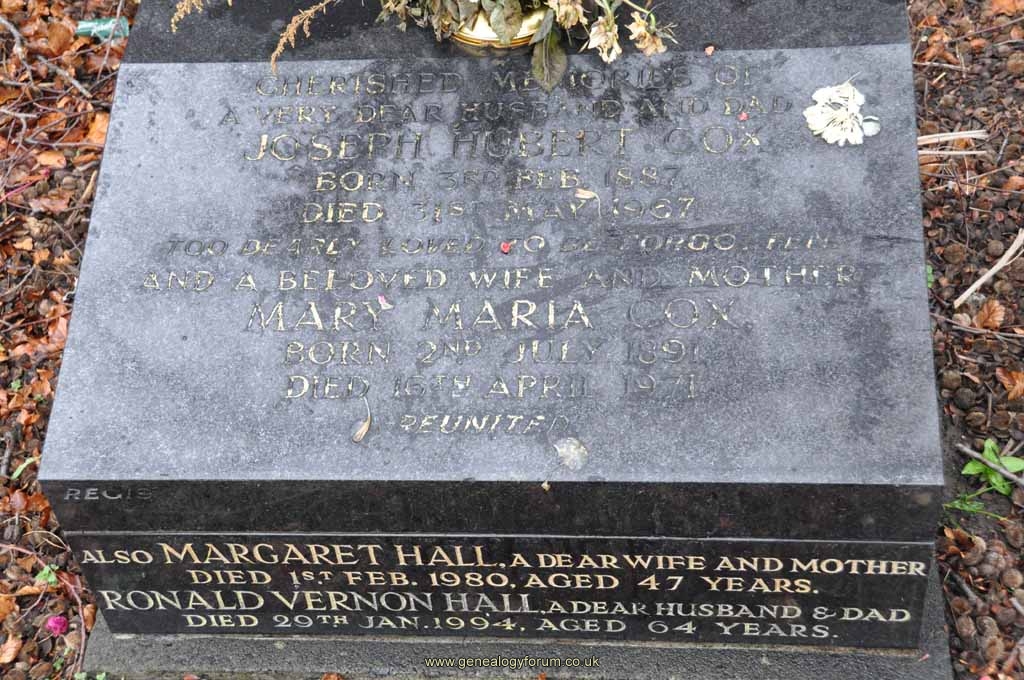 CHERISHED MEMORIES OF
A VERY DEAR HUSBAND AND DAD
JOSEPH HUBERT COX
BORN 3RD FEB 1887
DIED 31ST MAY 1967
TOO DEARLY LOVED TO BE FORGOTTEN
AND A BELOVED WIFE AND MOTHER
MARY MARIA COX
BORN 2ND JULY 1891
DIED 16TH APRIL 1971
REUNITED
REGIS
ALSO MARGARET HALL. A DEAR WIFE AND MOTHER
DIED 1ST FEB. 1980, AGED 47 YEARS.
RONALD VERNON HALL. A DEAR HUSBAND & DAD
DIED 29TH JAN. 1994, AGED 64 YEARS.
www.genealogyforum.co.uk